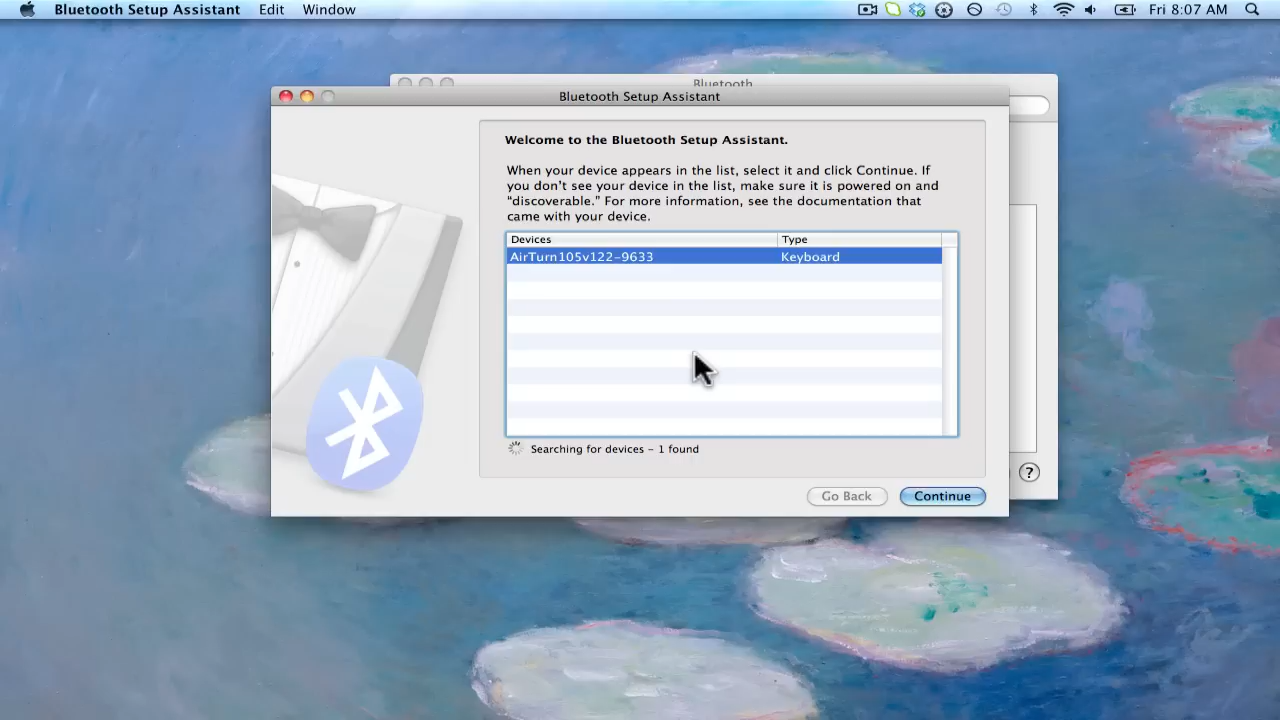 Bluetooth Setup Assistant Edit Window Fri 8:07 AM
Bluetooth
Bluetooth Setup Assistant
Welcome to the Bluetooth Setup Assistant.
When your device appears in the list, select it and click Continue. If
you don't see your device in the list, make sure it is powered on and
"discoverable." For more information, see the documentation that
came with your device.
Devices Type
AirTurn105v122-9633 Keyboard
Searching for devices – 1 found
?
Go Back Continue